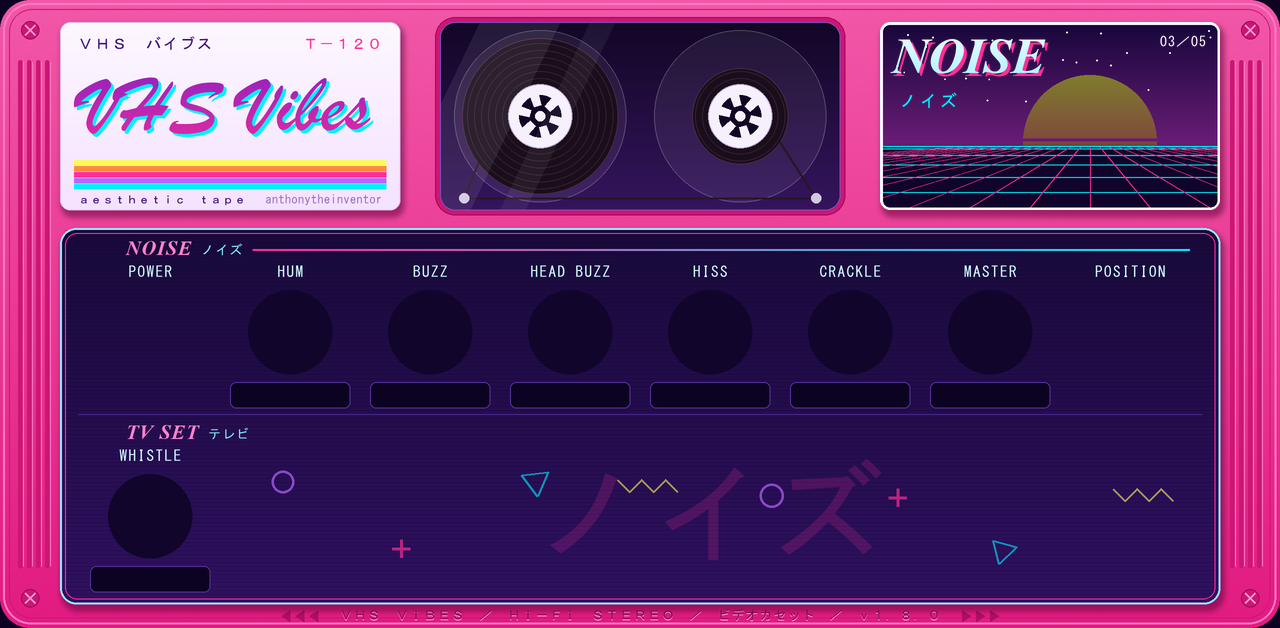 VHS バイブス T-120
VHS Vibes
aesthetic tape anthonytheinventor
NOISE 03/05
ノイズ
NOISE ノイズ
POWER HUM BUZZ HEAD BUZZ HISS CRACKLE MASTER POSITION
TV SET テレビ
WHISTLE
ノイズ
VHS VIBES / HI-FI STEREO / ビデオカセット / v1.8.0